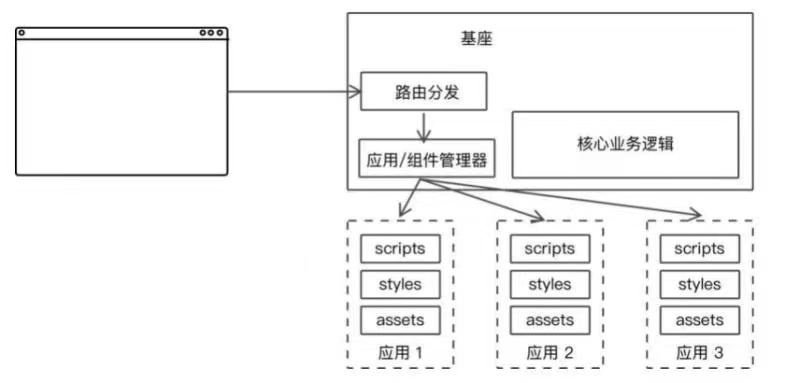 基座
路由分发
应用/组件管理器
核心业务逻辑
scripts
styles
assets
应用 1
scripts
styles
assets
应用 2
scripts
styles
assets
应用 3